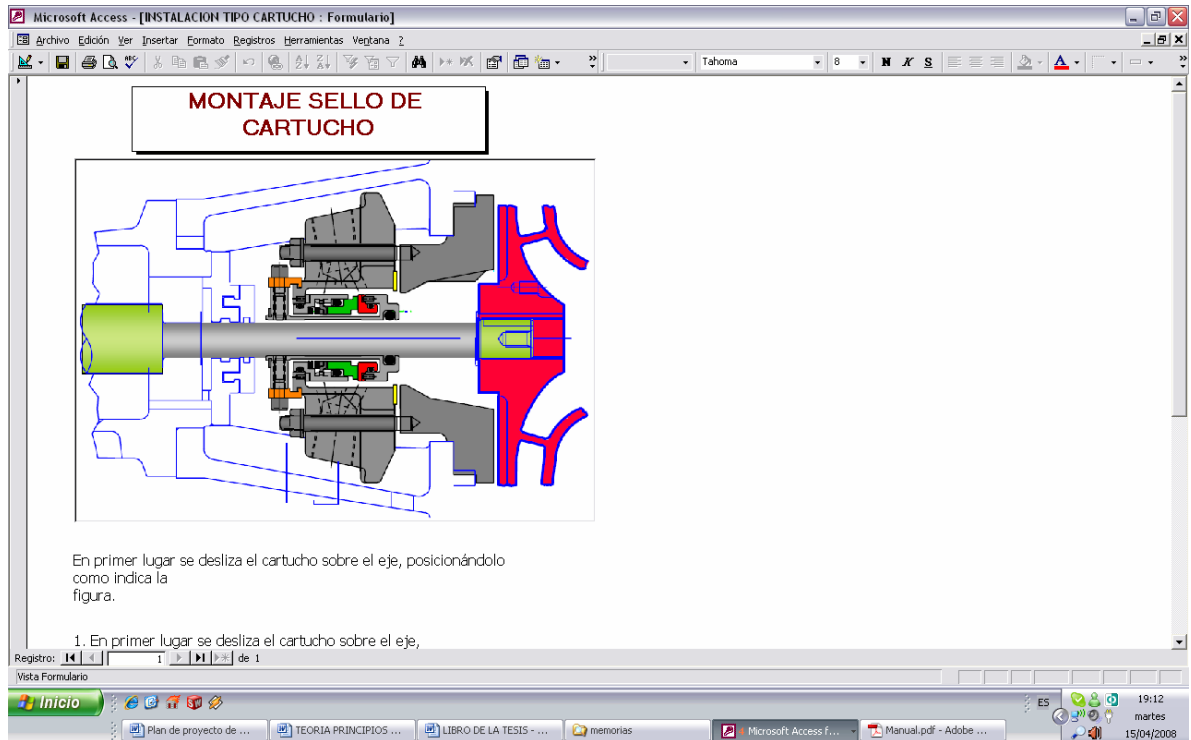 Microsoft Access - [INSTALACION TIPO CARTUCHO : Formulario]
Archivo Edición Ver Insertar Formato Registros Herramientas Ventana ?
Tahoma 8 N K S A
MONTAJE SELLO DE
CARTUCHO
En primer lugar se desliza el cartucho sobre el eje, posicionándolo
como indica la
figura.
1. En primer lugar se desliza el cartucho sobre el eje,
Registro: 1 de 1
Vista Formulario
Inicio ES 19:12
martes
Plan de proyecto de ... TEORIA PRINCIPIOS ... LIBRO DE LA TESIS - ... memorias Microsoft Access f... Manual.pdf - Adobe ... 15/04/2008